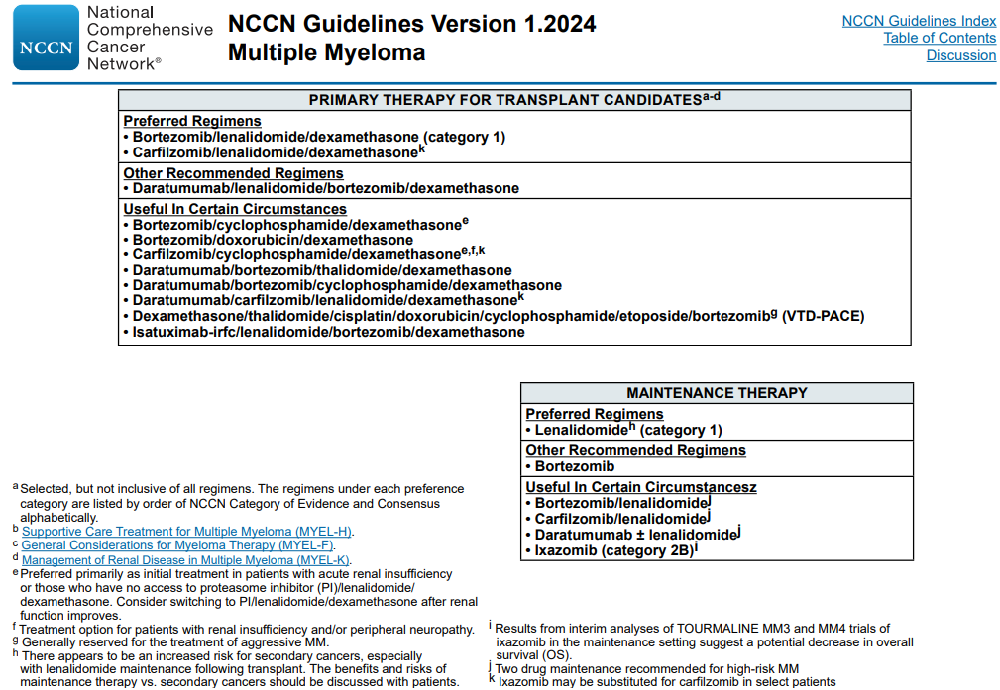 NCCN
National
Comprehensive
Cancer
Network®
NCCN Guidelines Version 1.2024
Multiple Myeloma
NCCN Guidelines Index
Table of Contents
Discussion
PRIMARY THERAPY FOR TRANSPLANT CANDIDATESa-d
Preferred Regimens
• Bortezomib/lenalidomide/dexamethasone (category 1)
• Carfilzomib/lenalidomide/dexamethasonek
Other Recommended Regimens
• Daratumumab/lenalidomide/bortezomib/dexamethasone
Useful In Certain Circumstances
• Bortezomib/cyclophosphamide/dexamethasonee
• Bortezomib/doxorubicin/dexamethasone
• Carfilzomib/cyclophosphamide/dexamethasonee,f,k
• Daratumumab/bortezomib/thalidomide/dexamethasone
• Daratumumab/bortezomib/cyclophosphamide/dexamethasone
• Daratumumab/carfilzomib/lenalidomide/dexamethasonek
• Dexamethasone/thalidomide/cisplatin/doxorubicin/cyclophosphamide/etoposide/bortezomibg (VTD-PACE)
• Isatuximab-irfc/lenalidomide/bortezomib/dexamethasone
MAINTENANCE THERAPY
Preferred Regimens
• Lenalidomideh (category 1)
Other Recommended Regimens
• Bortezomib
Useful In Certain Circumstancesz
• Bortezomib/lenalidomidej
• Carfilzomib/lenalidomidej
• Daratumumab ± lenalidomidej
• Ixazomib (category 2B)i
a Selected, but not inclusive of all regimens. The regimens under each preference
category are listed by order of NCCN Category of Evidence and Consensus
alphabetically.
b Supportive Care Treatment for Multiple Myeloma (MYEL-H).
c General Considerations for Myeloma Therapy (MYEL-F).
d Management of Renal Disease in Multiple Myeloma (MYEL-K).
e Preferred primarily as initial treatment in patients with acute renal insufficiency
or those who have no access to proteasome inhibitor (PI)/lenalidomide/
dexamethasone. Consider switching to PI/lenalidomide/dexamethasone after renal
function improves.
f Treatment option for patients with renal insufficiency and/or peripheral neuropathy.
g Generally reserved for the treatment of aggressive MM.
h There appears to be an increased risk for secondary cancers, especially
with lenalidomide maintenance following transplant. The benefits and risks of
maintenance therapy vs. secondary cancers should be discussed with patients.
i Results from interim analyses of TOURMALINE MM3 and MM4 trials of
ixazomib in the maintenance setting suggest a potential decrease in overall
survival (OS).
j Two drug maintenance recommended for high-risk MM
k Ixazomib may be substituted for carfilzomib in select patients